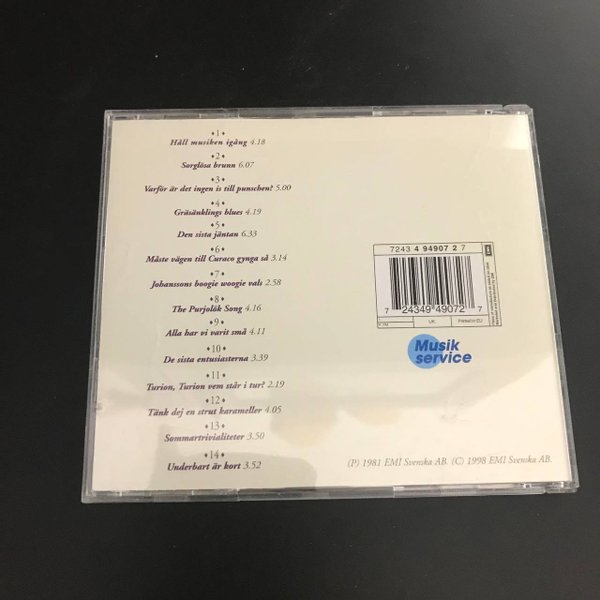 ♦1♦
Håll musiken igång 4.18
♦2♦
Sorglösa brunn 6.07
♦3♦
Varför är det ingen is till punschen? 5.00
♦4♦
Gräsänklings blues 4.19
♦5♦
Den sista jäntan 6.33
♦6♦
Måste vägen till Curaco gynga så 3.14
♦7♦
Johanssons boogie woogie vals 2.58
♦8♦
The Purjolök Song 4.16
♦9♦
Alla har vi varit små 4.11
♦10♦
De sista entusiasterna 3.39
♦11♦
Turion, Turion vem står i tur? 2.19
♦12♦
Tänk dej en strut karameller 4.05
♦13♦
Sommartrivialiteter 3.50
♦14♦
Underbart är kort 3.52
7243 4 94907 2 7
7 24349 49072 7
UK:
Printed in EU
Musik
service
(P) 1981 EMI Svenska AB. (C) 1998 EMI Svenska AB.